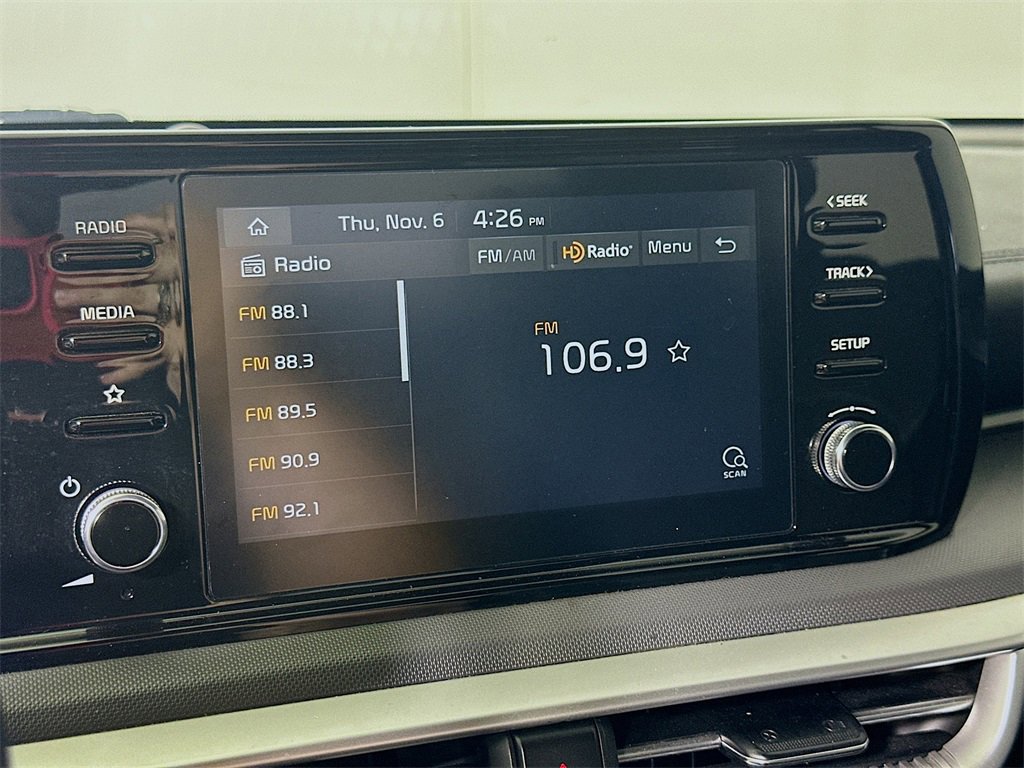 RADIO
MEDIA
Thu, Nov. 6 4:26 PM
Radio
FM/AM HD Radio Menu
FM 88.1
FM 88.3
FM 89.5
FM 90.9
FM 92.1
FM
106.9
SCAN
<SEEK
TRACK>
SETUP